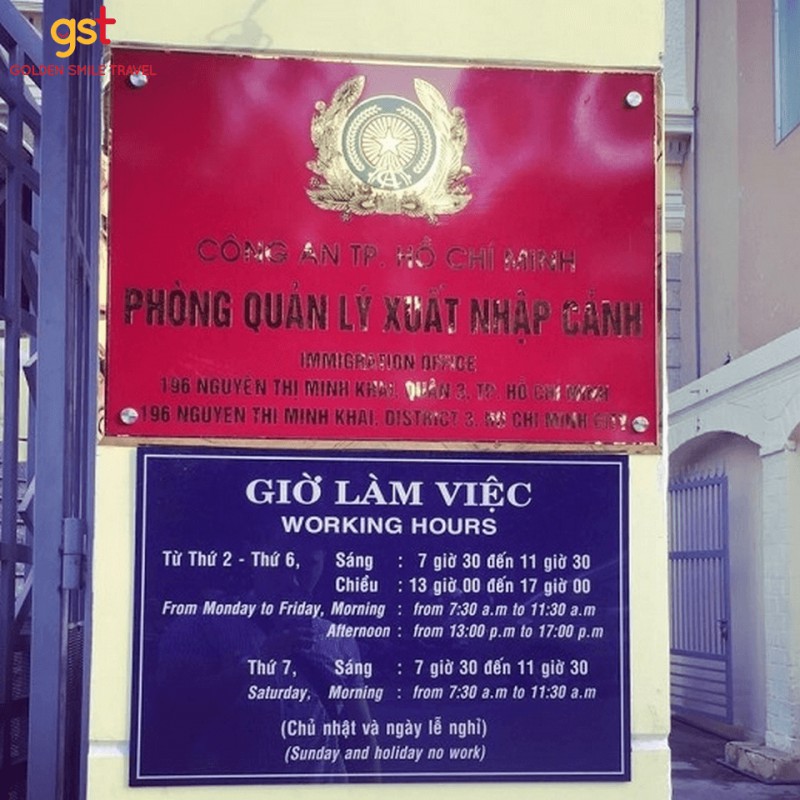 gst
GOLDEN SMILE TRAVEL
CÔNG AN TP. HỒ CHÍ MINH
PHÒNG QUẢN LÝ XUẤT NHẬP CẢNH
IMMIGRATION OFFICE
196 NGUYỄN THỊ MINH KHAI, QUẬN 3, TP. HỒ CHÍ MINH
196 NGUYEN THI MINH KHAI, DISTRICT 3, HO CHI MINH CITY
GIỜ LÀM VIỆC
WORKING HOURS
Từ Thứ 2 - Thứ 6, Sáng : 7 giờ 30 đến 11 giờ 30
Chiều : 13 giờ 00 đến 17 giờ 00
From Monday to Friday, Morning : from 7:30 a.m to 11:30 a.m
Afternoon : from 13:00 p.m to 17:00 p.m
Thứ 7, Sáng : 7 giờ 30 đến 11 giờ 30
Saturday, Morning : from 7:30 a.m to 11:30 a.m
(Chủ nhật và ngày lễ nghỉ)
(Sunday and holiday no work)